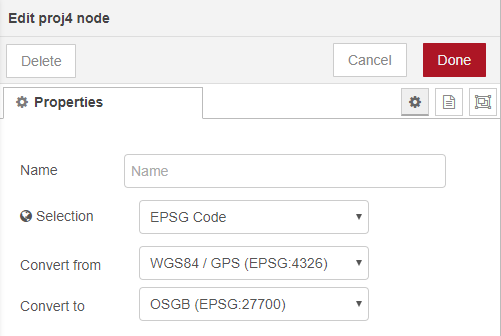 Edit proj4 node
Delete
Cancel
Done
Properties
Name
Name
Selection
EPSG Code
Convert from
WGS84 / GPS (EPSG:4326)
Convert to
OSGB (EPSG:27700)